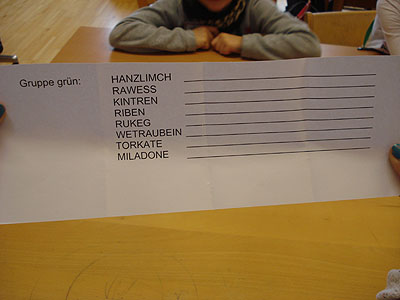 Gruppe grün: HANZLIMCH
RAWESS
KINTREN
RIBEN
RUKEG
WETRAUBEIN
TORKATE
MILADONE